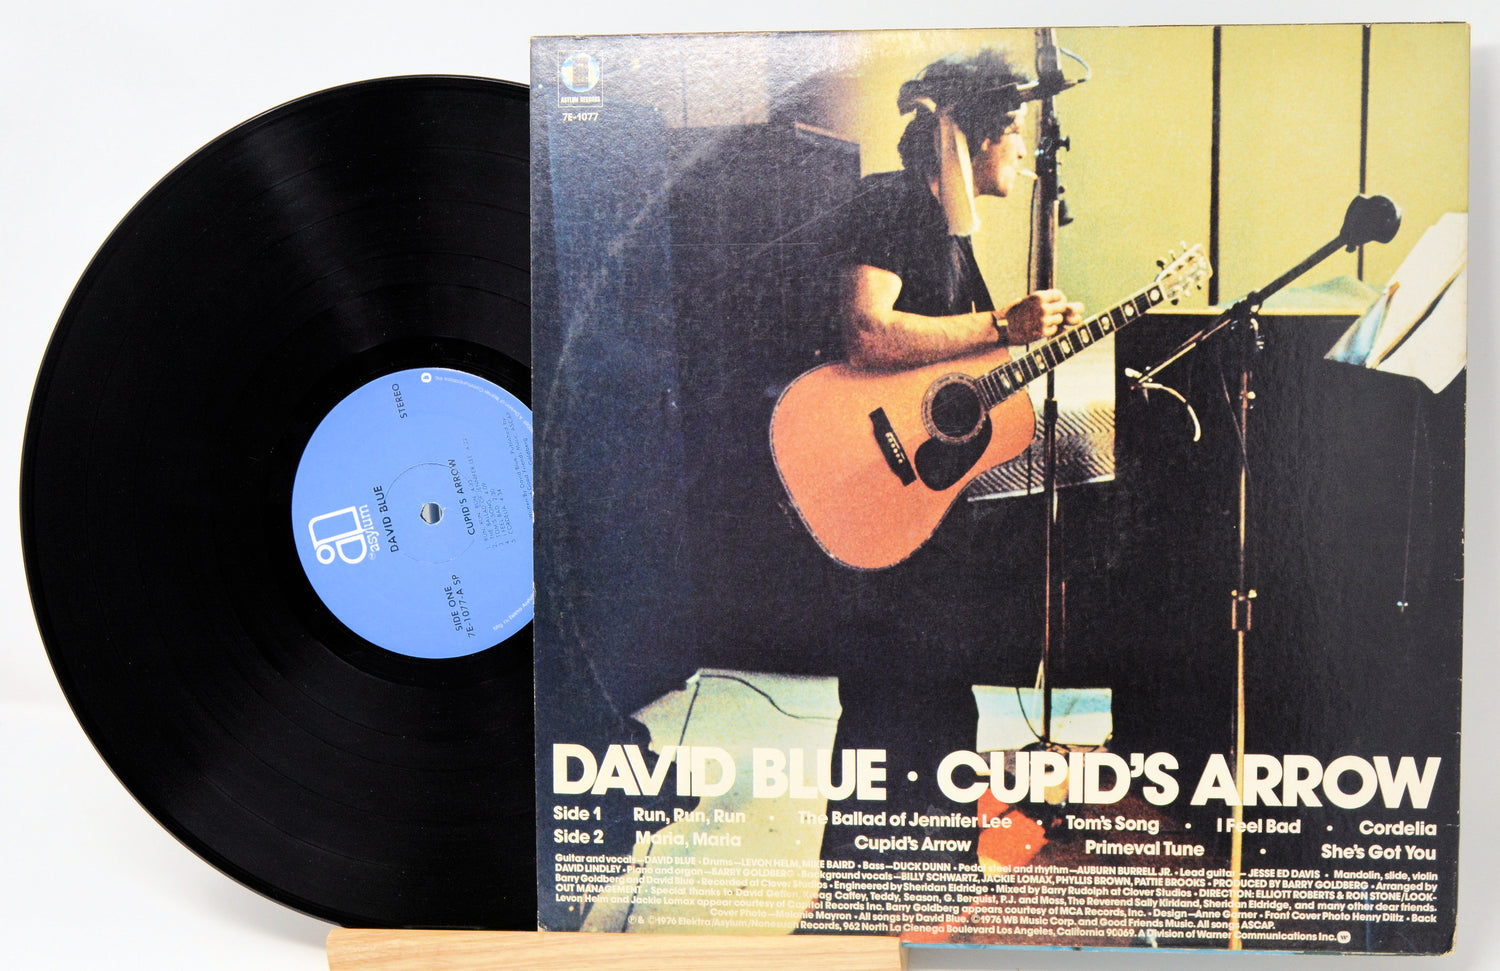 ASYLUM RECORDS
7E-1077
DAVID BLUE · CUPID'S ARROW
Side 1 Run, Run, Run · The Ballad of Jennifer Lee · Tom's Song · I Feel Bad · Cordelia
Side 2 Maria, Maria · Cupid's Arrow · Primeval Tune · She's Got You
Guitar and vocals—DAVID BLUE · Drums—LEVON HELM, MIKE BAIRD · Bass—DUCK DUNN · Pedal steel and rhythm—AUBURN BURRELL JR. · Lead guitar—JESSE ED DAVIS · Mandolin, slide, violin
DAVID LINDLEY · Piano and organ—BARRY GOLDBERG · Background vocals—BILLY SCHWARTZ, JACKIE LOMAX, PHYLLIS BROWN, PATTIE BROOKS · PRODUCED BY BARRY GOLDBERG · Arranged by
Barry Goldberg and David Blue · Recorded at Clover Studios · Engineered by Sheridan Eldridge · Mixed by Barry Rudolph at Clover Studios · DIRECTION: ELLIOT ROBERTS & RON STONE/LOOK-
OUT MANAGEMENT · Special thanks to David Geffen, Caffey, Teddy, Season, G. Berquist, P.J. and Moss, The Reverend Sally Kirkland, Sheridan Eldridge, and many other dear friends.
Levon Helm and Jackie Lomax appear courtesy of Capitol Records Inc. Barry Goldberg appears courtesy of MCA Records, Inc. · Design—Anne Garner · Front Cover Photo Henry Diltz · Back
Cover Photo—Melanie Mayron · All songs by David Blue. ©1976 WB Music Corp. and Good Friends Music. All songs ASCAP.
℗ & ©1976 Elektra/Asylum/Nonesuch Records, 962 North La Cienega Boulevard Los Angeles, California 90069. A Division of Warner Communications Inc.
STEREO
asylum
DAVID BLUE
CUPID'S ARROW
SIDE ONE
7E-1077-A SP